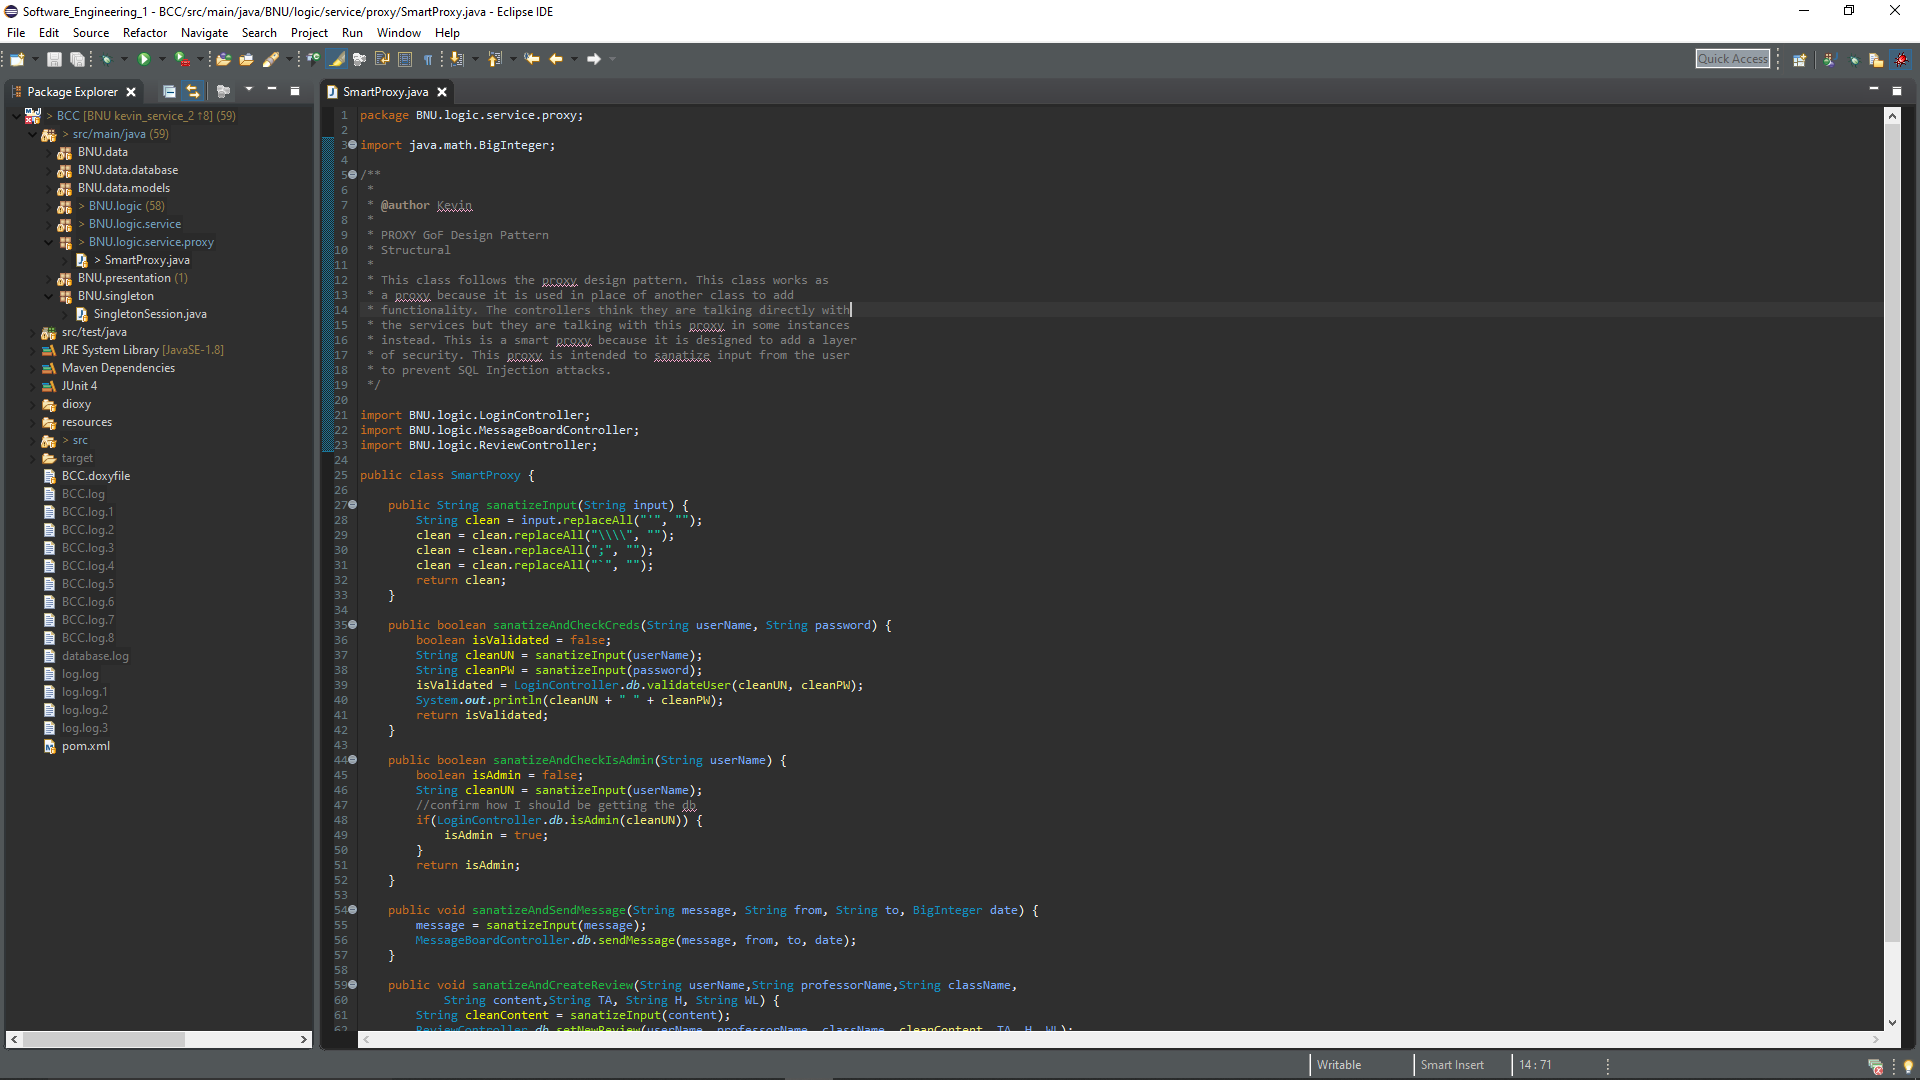 Software_Engineering_1 - BCC/src/main/java/BNU/logic/service/proxy/SmartProxy.java - Eclipse IDE
File Edit Source Refactor Navigate Search Project Run Window Help
Quick Access
Package Explorer
BCC [BNU kevin_service_2 ↑8] (59)
> src/main/java (59)
BNU.data
BNU.data.database
BNU.data.models
> BNU.logic (58)
> BNU.logic.service
> BNU.logic.service.proxy
> SmartProxy.java
BNU.presentation (1)
BNU.singleton
SingletonSession.java
src/test/java
JRE System Library [JavaSE-1.8]
Maven Dependencies
JUnit 4
dioxy
resources
> src
target
BCC.doxyfile
BCC.log
BCC.log.1
BCC.log.2
BCC.log.3
BCC.log.4
BCC.log.5
BCC.log.6
BCC.log.7
BCC.log.8
database.log
log.log
log.log.1
log.log.2
log.log.3
pom.xml
SmartProxy.java
1 package BNU.logic.service.proxy;
2
3 import java.math.BigInteger;
4
5 /**
6 *
7 * @author Kevin
8 *
9 * PROXY GoF Design Pattern
10 * Structural
11 *
12 * This class follows the proxy design pattern. This class works as
13 * a proxy because it is used in place of another class to add
14 * functionality. The controllers think they are talking directly with
15 * the services but they are talking with this proxy in some instances
16 * instead. This is a smart proxy because it is designed to add a layer
17 * of security. This proxy is intended to sanatize input from the user
18 * to prevent SQL Injection attacks.
19 */
20
21 import BNU.logic.LoginController;
22 import BNU.logic.MessageBoardController;
23 import BNU.logic.ReviewController;
24
25 public class SmartProxy {
26
27 public String sanatizeInput(String input) {
28 String clean = input.replaceAll("'", "");
29 clean = clean.replaceAll("\\\\", "");
30 clean = clean.replaceAll(";", "");
31 clean = clean.replaceAll("`", "");
32 return clean;
33 }
34
35 public boolean sanatizeAndCheckCreds(String userName, String password) {
36 boolean isValidated = false;
37 String cleanUN = sanatizeInput(userName);
38 String cleanPW = sanatizeInput(password);
39 isValidated = LoginController.db.validateUser(cleanUN, cleanPW);
40 System.out.println(cleanUN + " " + cleanPW);
41 return isValidated;
42 }
43
44 public boolean sanatizeAndCheckIsAdmin(String userName) {
45 boolean isAdmin = false;
46 String cleanUN = sanatizeInput(userName);
47 //confirm how I should be getting the db
48 if(LoginController.db.isAdmin(cleanUN)) {
49 isAdmin = true;
50 }
51 return isAdmin;
52 }
53
54 public void sanatizeAndSendMessage(String message, String from, String to, BigInteger date) {
55 message = sanatizeInput(message);
56 MessageBoardController.db.sendMessage(message, from, to, date);
57 }
58
59 public void sanatizeAndCreateReview(String userName,String professorName,String className,
60 String content,String TA, String H, String WL) {
61 String cleanContent = sanatizeInput(content);
62 ReviewController.db.setNewReview(userName, professorName, className, cleanContent, TA, H, WL);
Writable Smart Insert 14 : 71